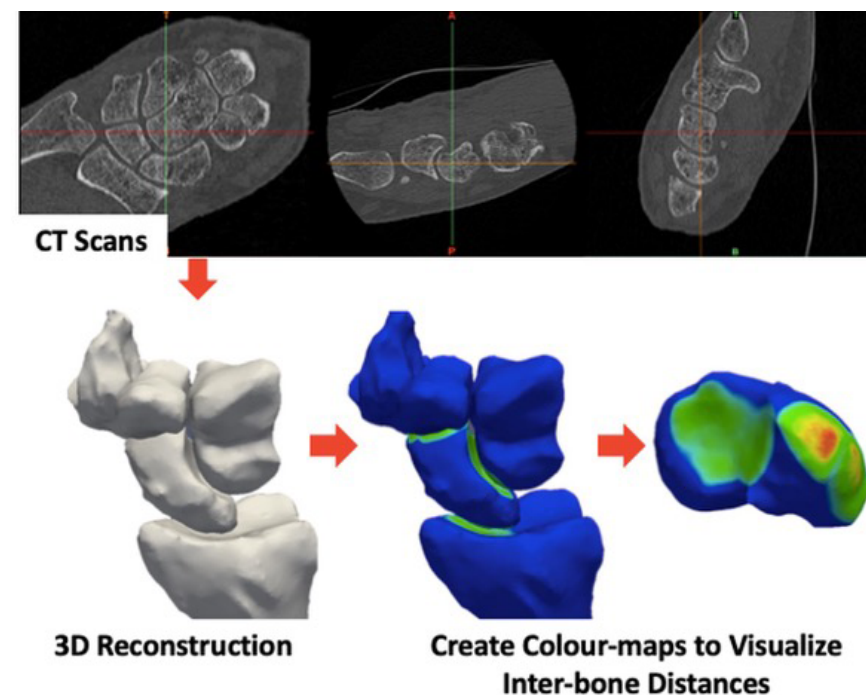 A
P
CT Scans
3D Reconstruction
Create Colour-maps to Visualize
Inter-bone Distances